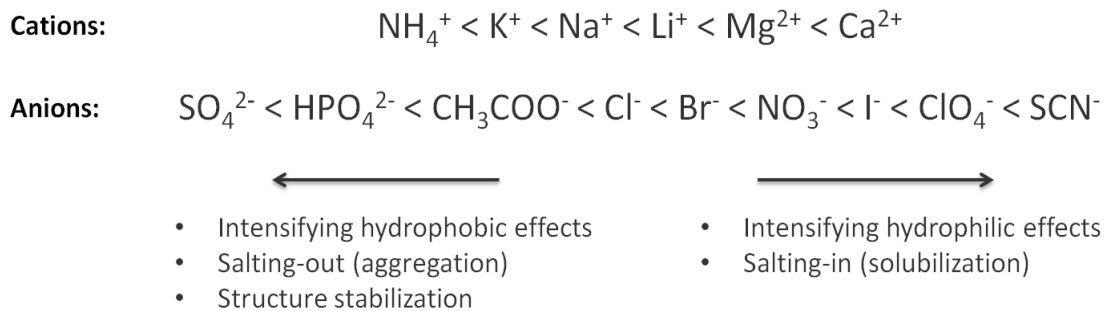 Cations: NH₄⁺ < K⁺ < Na⁺ < Li⁺ < Mg²⁺ < Ca²⁺
Anions: SO₄²⁻ < HPO₄²⁻ < CH₃COO⁻ < Cl⁻ < Br⁻ < NO₃⁻ < I⁻ < ClO₄⁻ < SCN⁻
• Intensifying hydrophobic effects
• Salting-out (aggregation)
• Structure stabilization
• Intensifying hydrophilic effects
• Salting-in (solubilization)